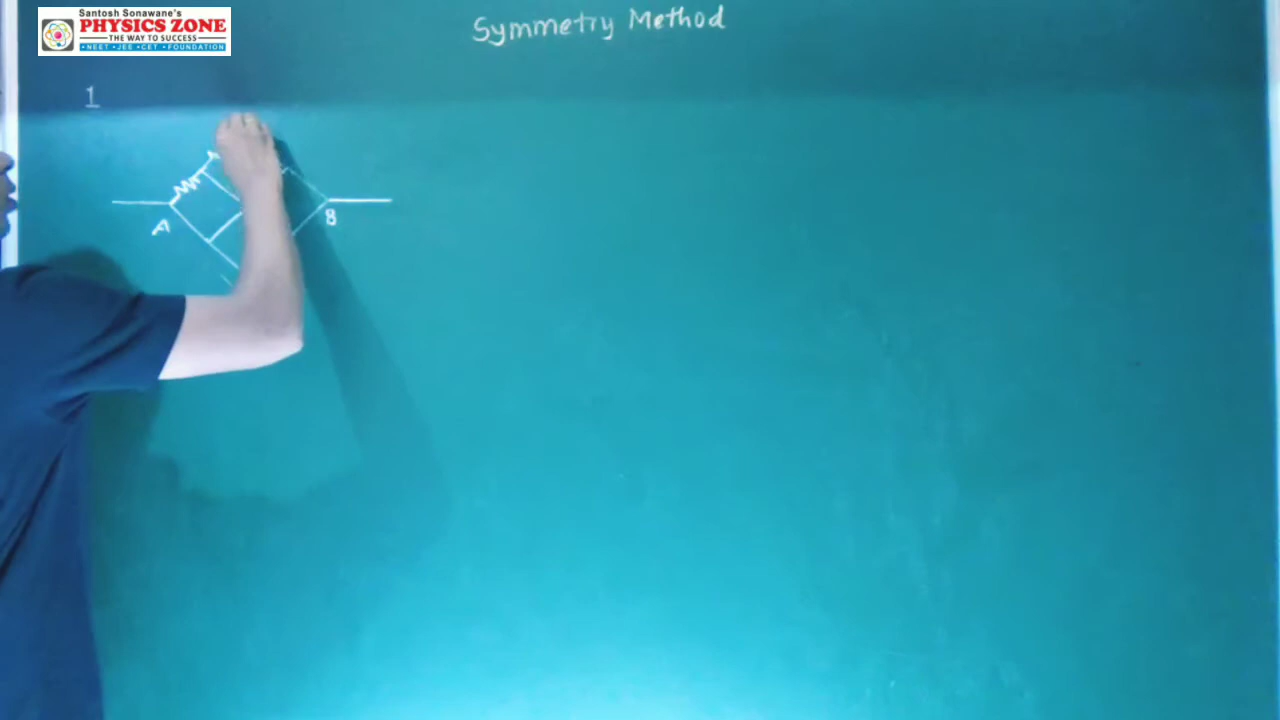 Santosh Sonawane's
PHYSICS ZONE
THE WAY TO SUCCESS
• NEET • JEE • CET • FOUNDATION
Symmetry Method
1
A
B